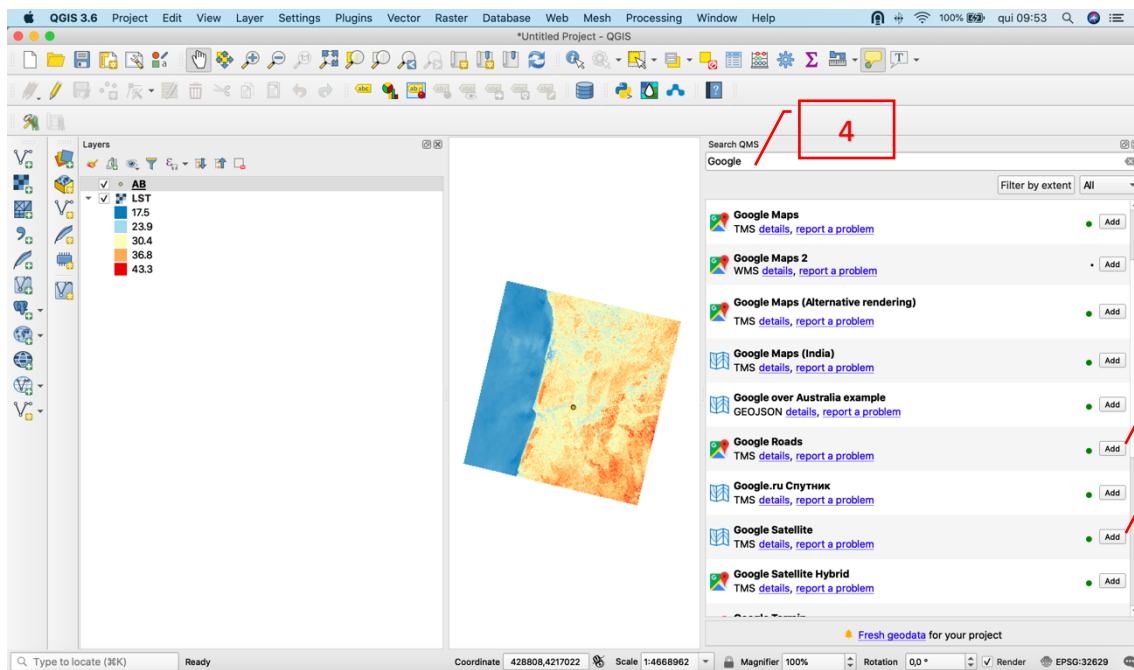 QGIS 3.6 Project Edit View Layer Settings Plugins Vector Raster Database Web Mesh Processing Window Help 100% qui 09:53
*Untitled Project - QGIS
4
Layers
AB
LST
17.5
23.9
30.4
36.8
43.3
Search QMS
Google
Filter by extent All
Google Maps
TMS details, report a problem
Add
Google Maps 2
WMS details, report a problem
Add
Google Maps (Alternative rendering)
TMS details, report a problem
Add
Google Maps (India)
TMS details, report a problem
Add
Google over Australia example
GEOJSON details, report a problem
Add
Google Roads
TMS details, report a problem
Add
Google.ru Спутник
TMS details, report a problem
Add
Google Satellite
TMS details, report a problem
Add
Google Satellite Hybrid
TMS details, report a problem
Add
Fresh geodata for your project
Type to locate (⌘K) Ready Coordinate 428808,4217022 Scale 1:4668962 Magnifier 100% Rotation 0,0 ° Render EPSG:32629